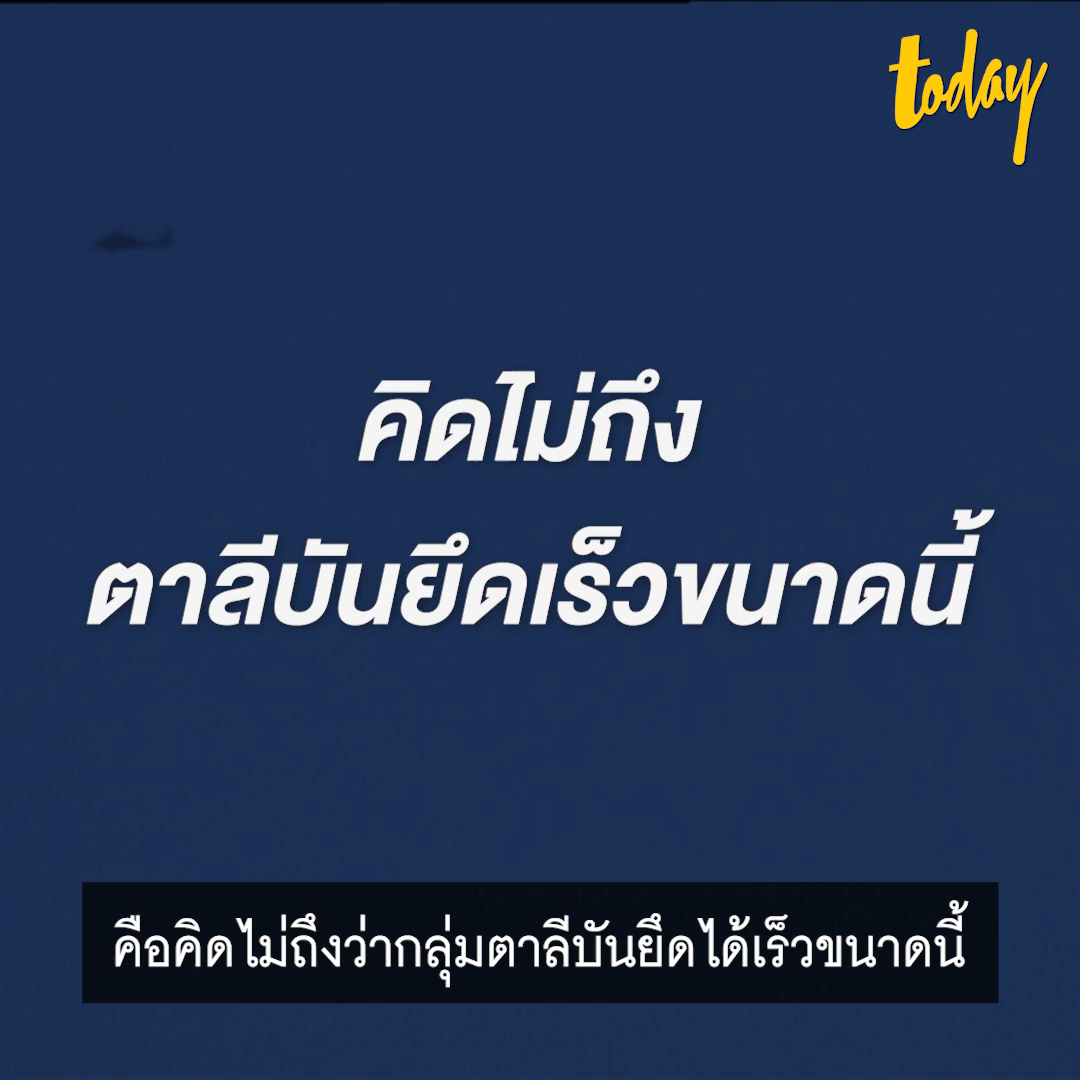 today
คิดไม่ถึง
ตาลีบันยึดเร็วขนาดนี้
คือคิดไม่ถึงว่ากลุ่มตาลีบันยึดได้เร็วขนาดนี้